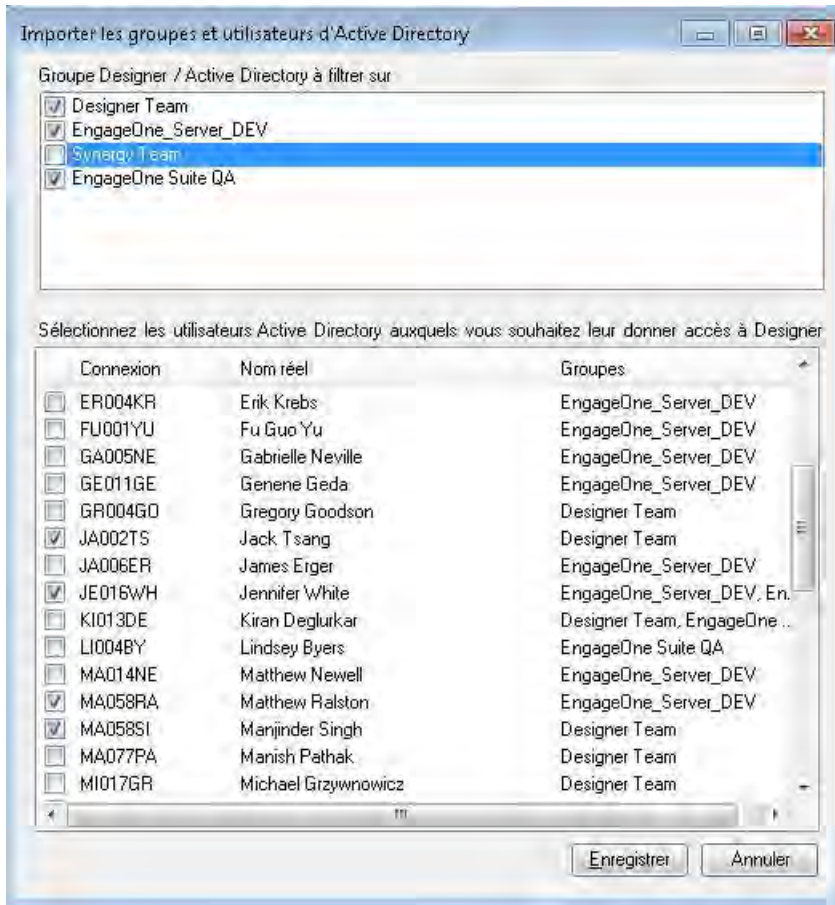 Importer les groupes et utilisateurs d'Active Directory
Groupe Designer / Active Directory à filtrer sur
Designer Team
EngageOne_Server_DEV
Synergy Team
EngageOne Suite QA
Sélectionnez les utilisateurs Active Directory auxquels vous souhaitez leur donner accès à Designer
Connexion Nom réel Groupes
ER004KR Erik Krebs EngageOne_Server_DEV
FU001YU Fu Guo Yu EngageOne_Server_DEV
GA005NE Gabrielle Neville EngageOne_Server_DEV
GE011GE Genene Geda EngageOne_Server_DEV
GR004GO Gregory Goodson Designer Team
JA002TS Jack Tsang Designer Team
JA006ER James Erger EngageOne_Server_DEV
JE016WH Jennifer White EngageOne_Server_DEV, En.
KI013DE Kiran Deglurkar Designer Team, EngageOne ..
LI004BY Lindsey Byers EngageOne Suite QA
MA014NE Matthew Newell EngageOne_Server_DEV
MA058RA Matthew Ralston EngageOne_Server_DEV
MA058SI Manjinder Singh Designer Team
MA077PA Manish Pathak Designer Team
MI017GR Michael Grzywnowicz Designer Team
Enregistrer Annuler